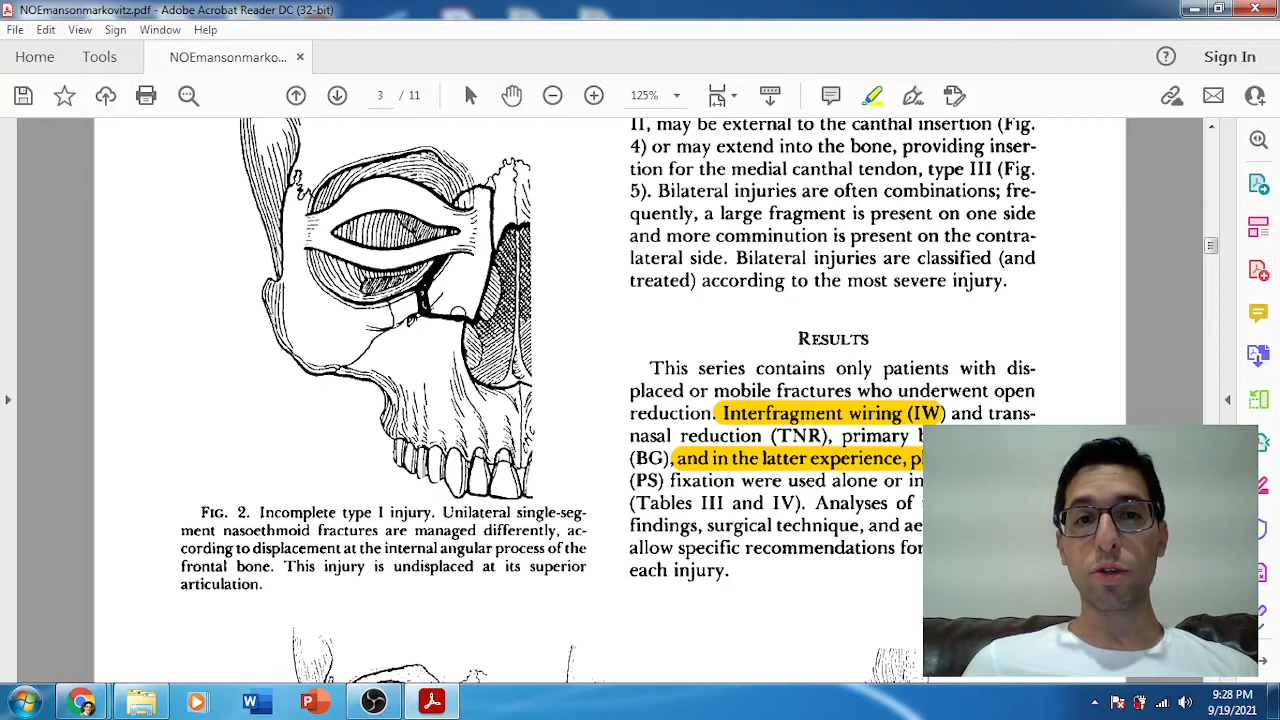 NOEmansonmarkovitz.pdf - Adobe Acrobat Reader DC (32-bit)
File Edit View Sign Window Help
Home Tools NOEmansonmarko... × Sign In
3 / 11 125%
II, may be external to the canthal insertion (Fig.
4) or may extend into the bone, providing inser-
tion for the medial canthal tendon, type III (Fig.
5). Bilateral injuries are often combinations; fre-
quently, a large fragment is present on one side
and more comminution is present on the contra-
lateral side. Bilateral injuries are classified (and
treated) according to the most severe injury.
RESULTS
This series contains only patients with dis-
placed or mobile fractures who underwent open
reduction. Interfragment wiring (IW) and trans-
nasal reduction (TNR), primary
(BG), and in the latter experience,
(PS) fixation were used alone or in
(Tables III and IV). Analyses of
findings, surgical technique, and
allow specific recommendations for
each injury.
FIG. 2. Incomplete type I injury. Unilateral single-seg-
ment nasoethmoid fractures are managed differently, ac-
cording to displacement at the internal angular process of the
frontal bone. This injury is undisplaced at its superior
articulation.
9:28 PM
9/19/2021